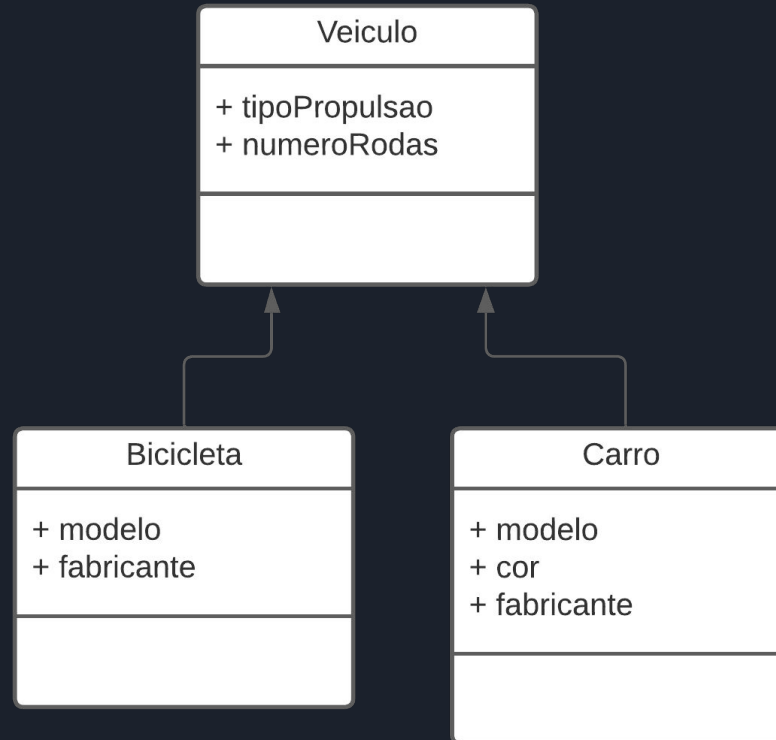 Veiculo
+ tipoPropulsao
+ numeroRodas
Bicicleta
+ modelo
+ fabricante
Carro
+ modelo
+ cor
+ fabricante